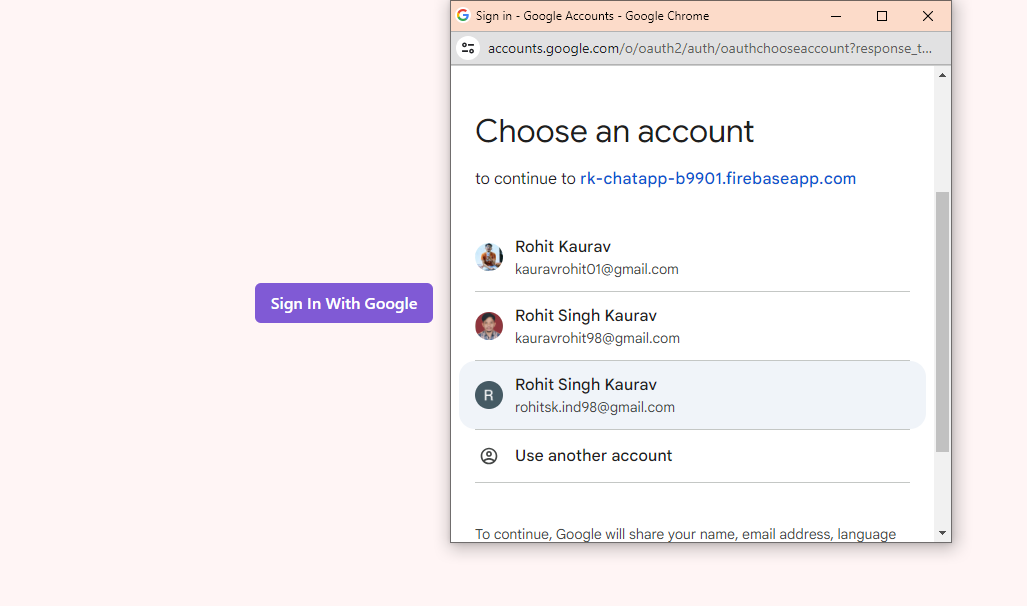 Sign in - Google Accounts - Google Chrome
accounts.google.com/o/oauth2/auth/oauthchooseaccount?response_t...
Choose an account
to continue to rk-chatapp-b9901.firebaseapp.com
Rohit Kaurav
kauravrohit01@gmail.com
Sign In With Google
Rohit Singh Kaurav
kauravrohit98@gmail.com
R
Rohit Singh Kaurav
rohitsk.ind98@gmail.com
Use another account
To continue, Google will share your name, email address, language